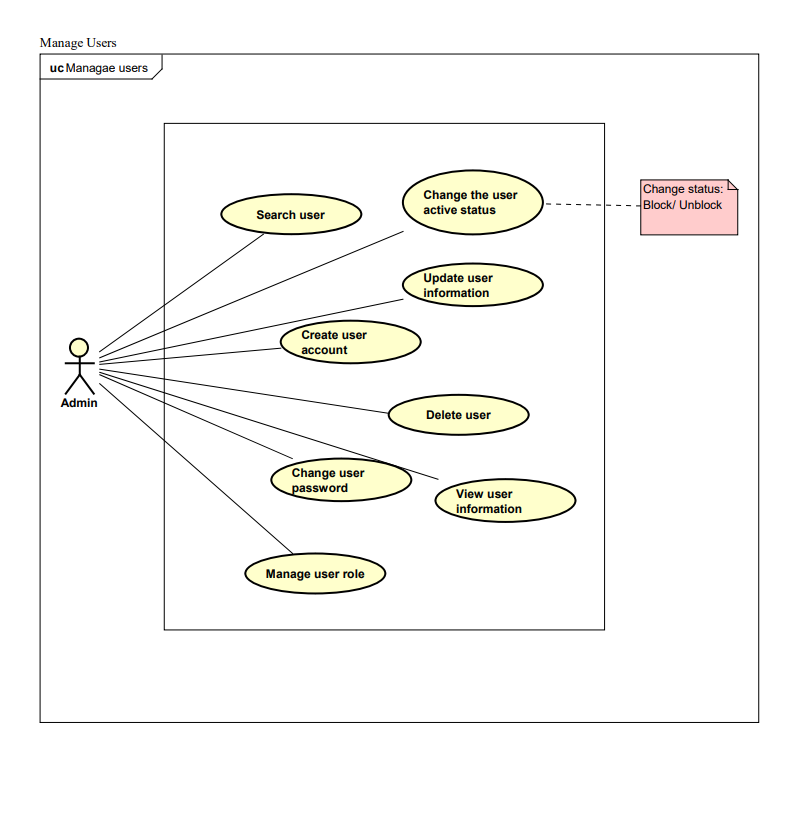 Manage Users
uc Managae users
Change the user
active status
Change status:
Block/ Unblock
Search user
Update user
information
Create user
account
Admin
Delete user
Change user
password
View user
information
Manage user role